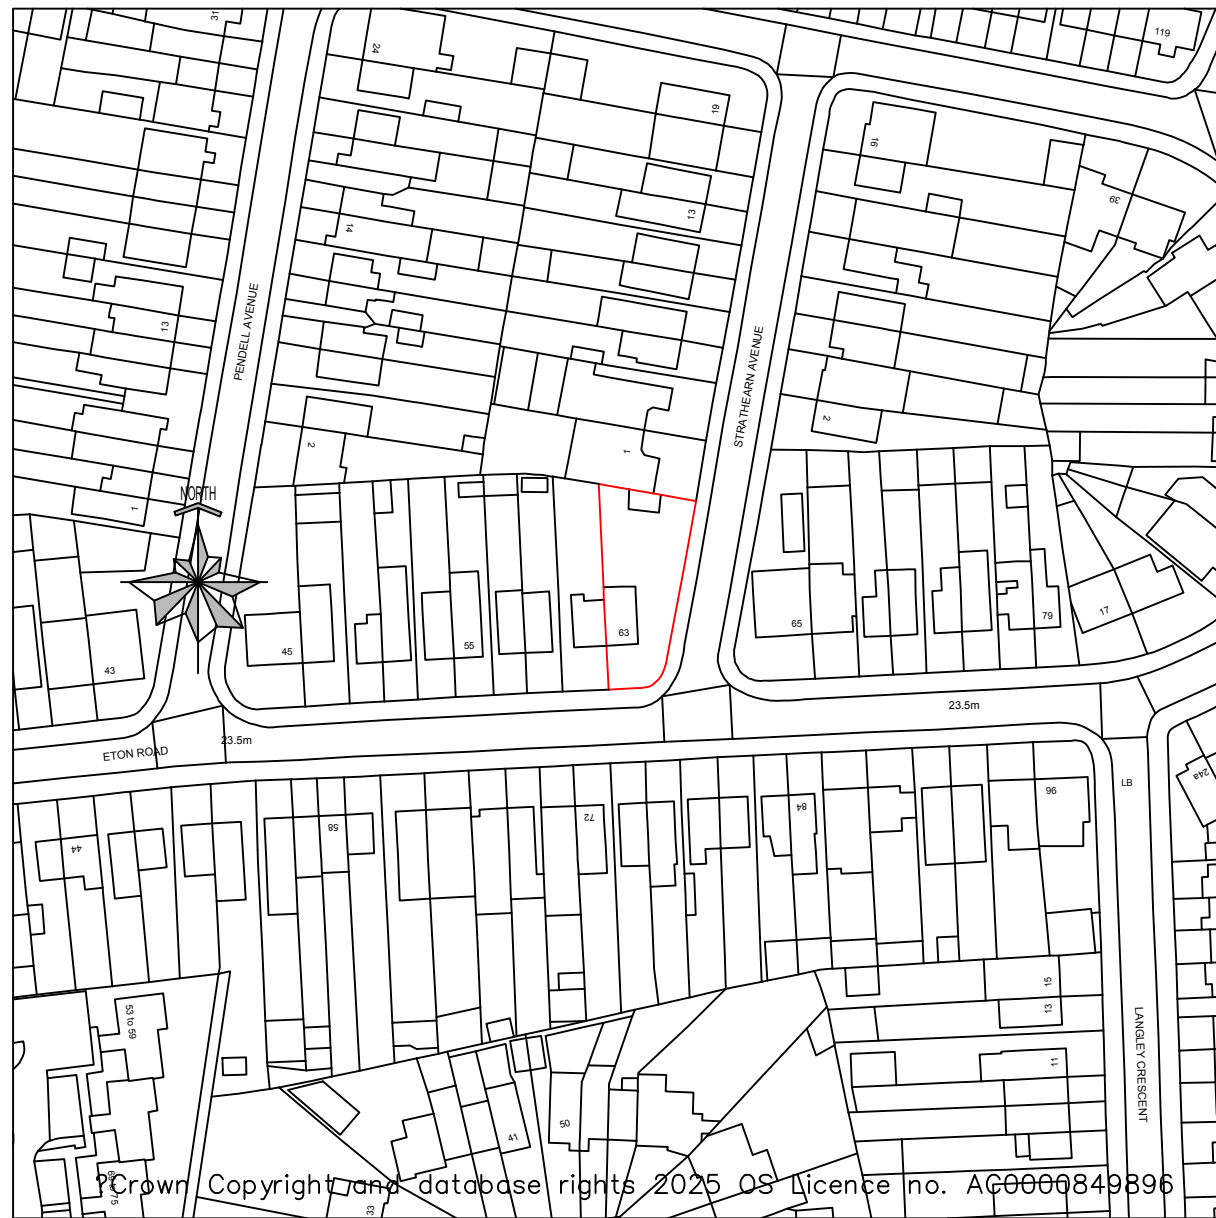 31
24
119
19
16
39
13
14
13
PENDELL AVENUE
STRATHEARN AVENUE
2
2
1
1
NORTH
63
65
79
17
45
55
43
23.5m
23.5m
ETON ROAD
LB
24a
96
84
72
58
44
15
13
53 to 59
LANGLEY CRESCENT
11
50
41
69 to 75
?Crown Copyright and database rights 2025 OS Licence no. AC0000849896
33